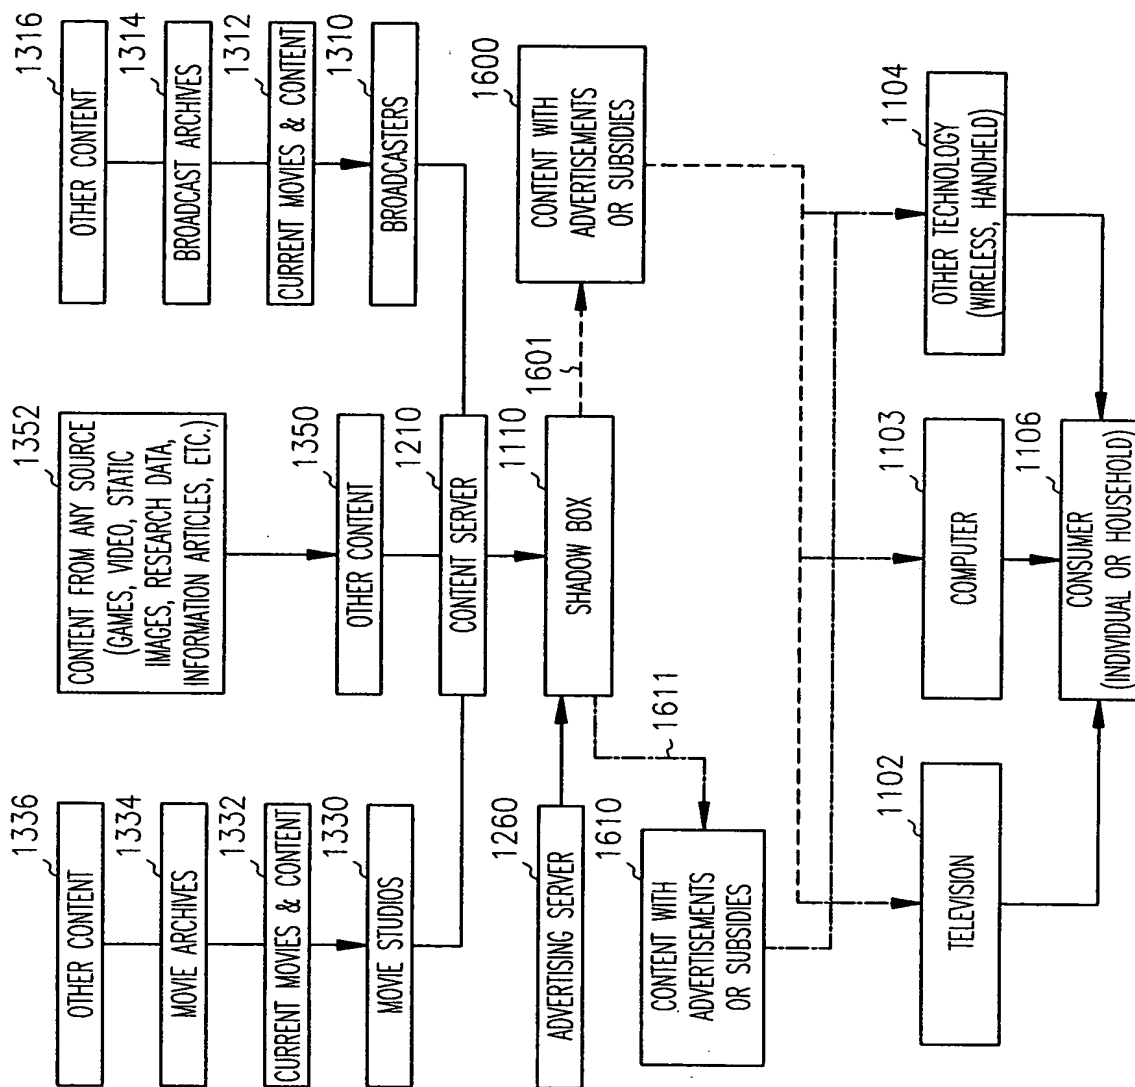 1336
OTHER CONTENT
1334
MOVIE ARCHIVES
1332
CURRENT MOVIES & CONTENT
1330
MOVIE STUDIOS
1352
CONTENT FROM ANY SOURCE
(GAMES, VIDEO, STATIC
IMAGES, RESEARCH DATA,
INFORMATION ARTICLES, ETC.)
1350
OTHER CONTENT
1210
CONTENT SERVER
1316
OTHER CONTENT
1314
BROADCAST ARCHIVES
1312
CURRENT MOVIES & CONTENT
1310
BROADCASTERS
1260
ADVERTISING SERVER
1110
SHADOW BOX
1601
1600
CONTENT WITH
ADVERTISEMENTS
OR SUBSIDIES
1611
1610
CONTENT WITH
ADVERTISEMENTS
OR SUBSIDIES
1102
TELEVISION
1103
COMPUTER
1104
OTHER TECHNOLOGY
(WIRELESS, HANDHELD)
1106
CONSUMER
(INDIVIDUAL OR HOUSEHOLD)